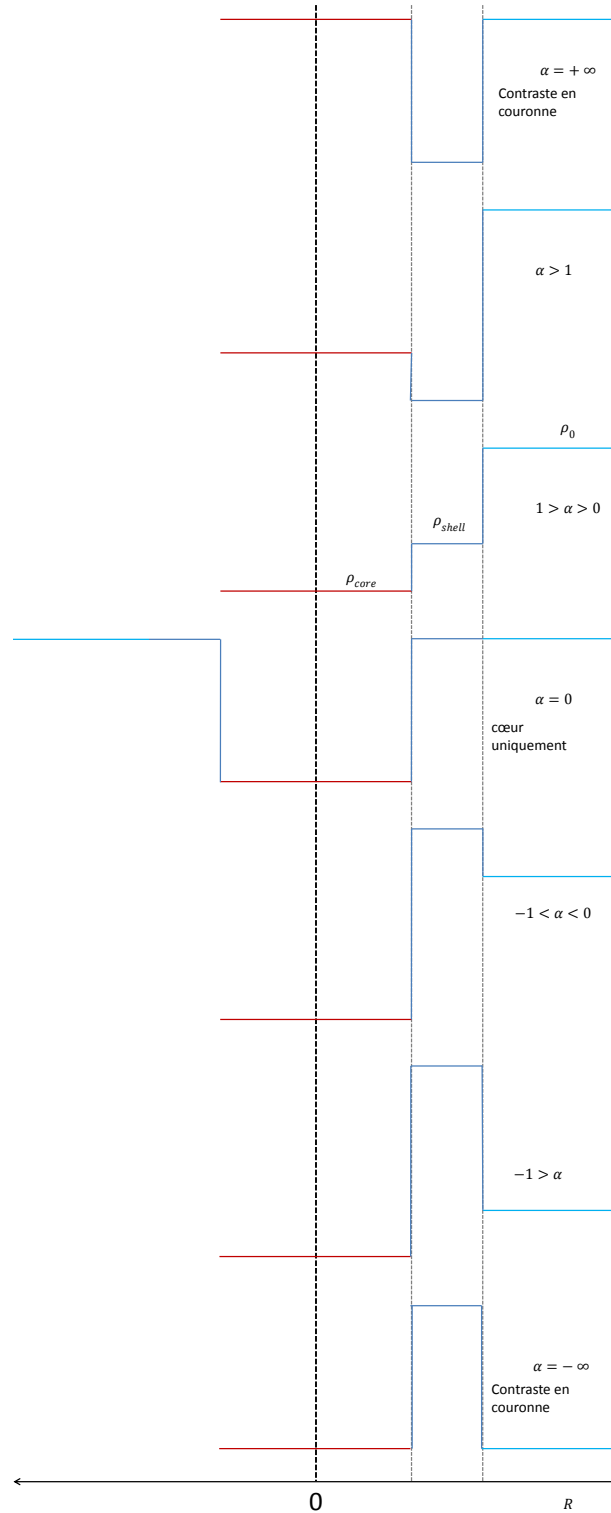 α = + ∞
Contraste en
couronne
α > 1
ρ₀
1 > α > 0
ρshell
ρcore
α = 0
cœur
uniquement
−1 < α < 0
−1 > α
α = − ∞
Contraste en
couronne
0
R